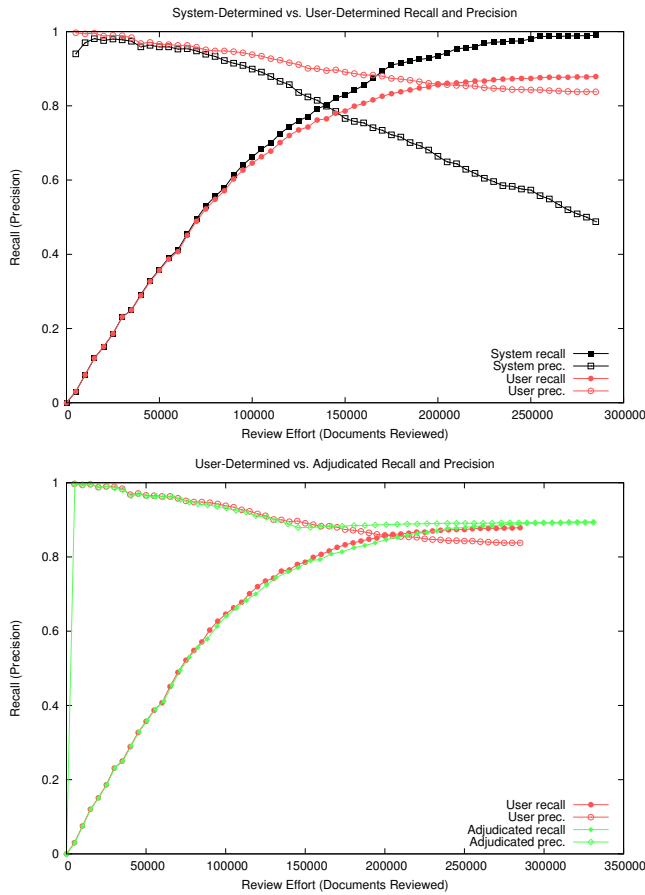 System-Determined vs. User-Determined Recall and Precision
1
0.8
0.6
0.4
0.2
0
Recall (Precision)
System recall
System prec.
User recall
User prec.
0 50000 100000 150000 200000 250000 300000
Review Effort (Documents Reviewed)
User-Determined vs. Adjudicated Recall and Precision
1
0.8
0.6
0.4
0.2
0
Recall (Precision)
User recall
User prec.
Adjudicated recall
Adjudicated prec.
0 50000 100000 150000 200000 250000 300000 350000
Review Effort (Documents Reviewed)